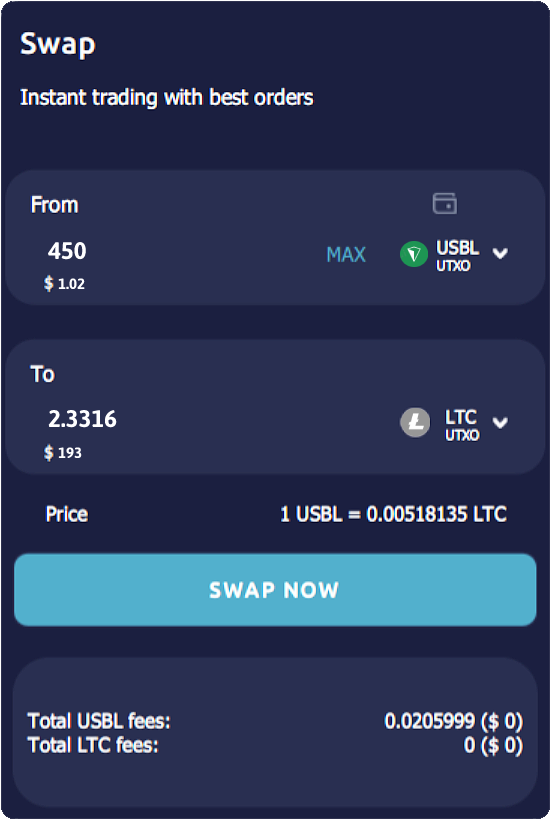 Swap
Instant trading with best orders
From
450
MAX
USBL
UTXO
$ 1.02
To
2.3316
LTC
UTXO
$ 193
Price 1 USBL = 0.00518135 LTC
SWAP NOW
Total USBL fees: 0.0205999 ($ 0)
Total LTC fees: 0 ($ 0)